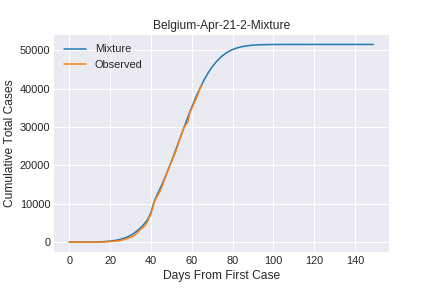 Belgium-Apr-21-2-Mixture
Mixture
Observed
Cumulative Total Cases
50000
40000
30000
20000
10000
0
0 20 40 60 80 100 120 140
Days From First Case